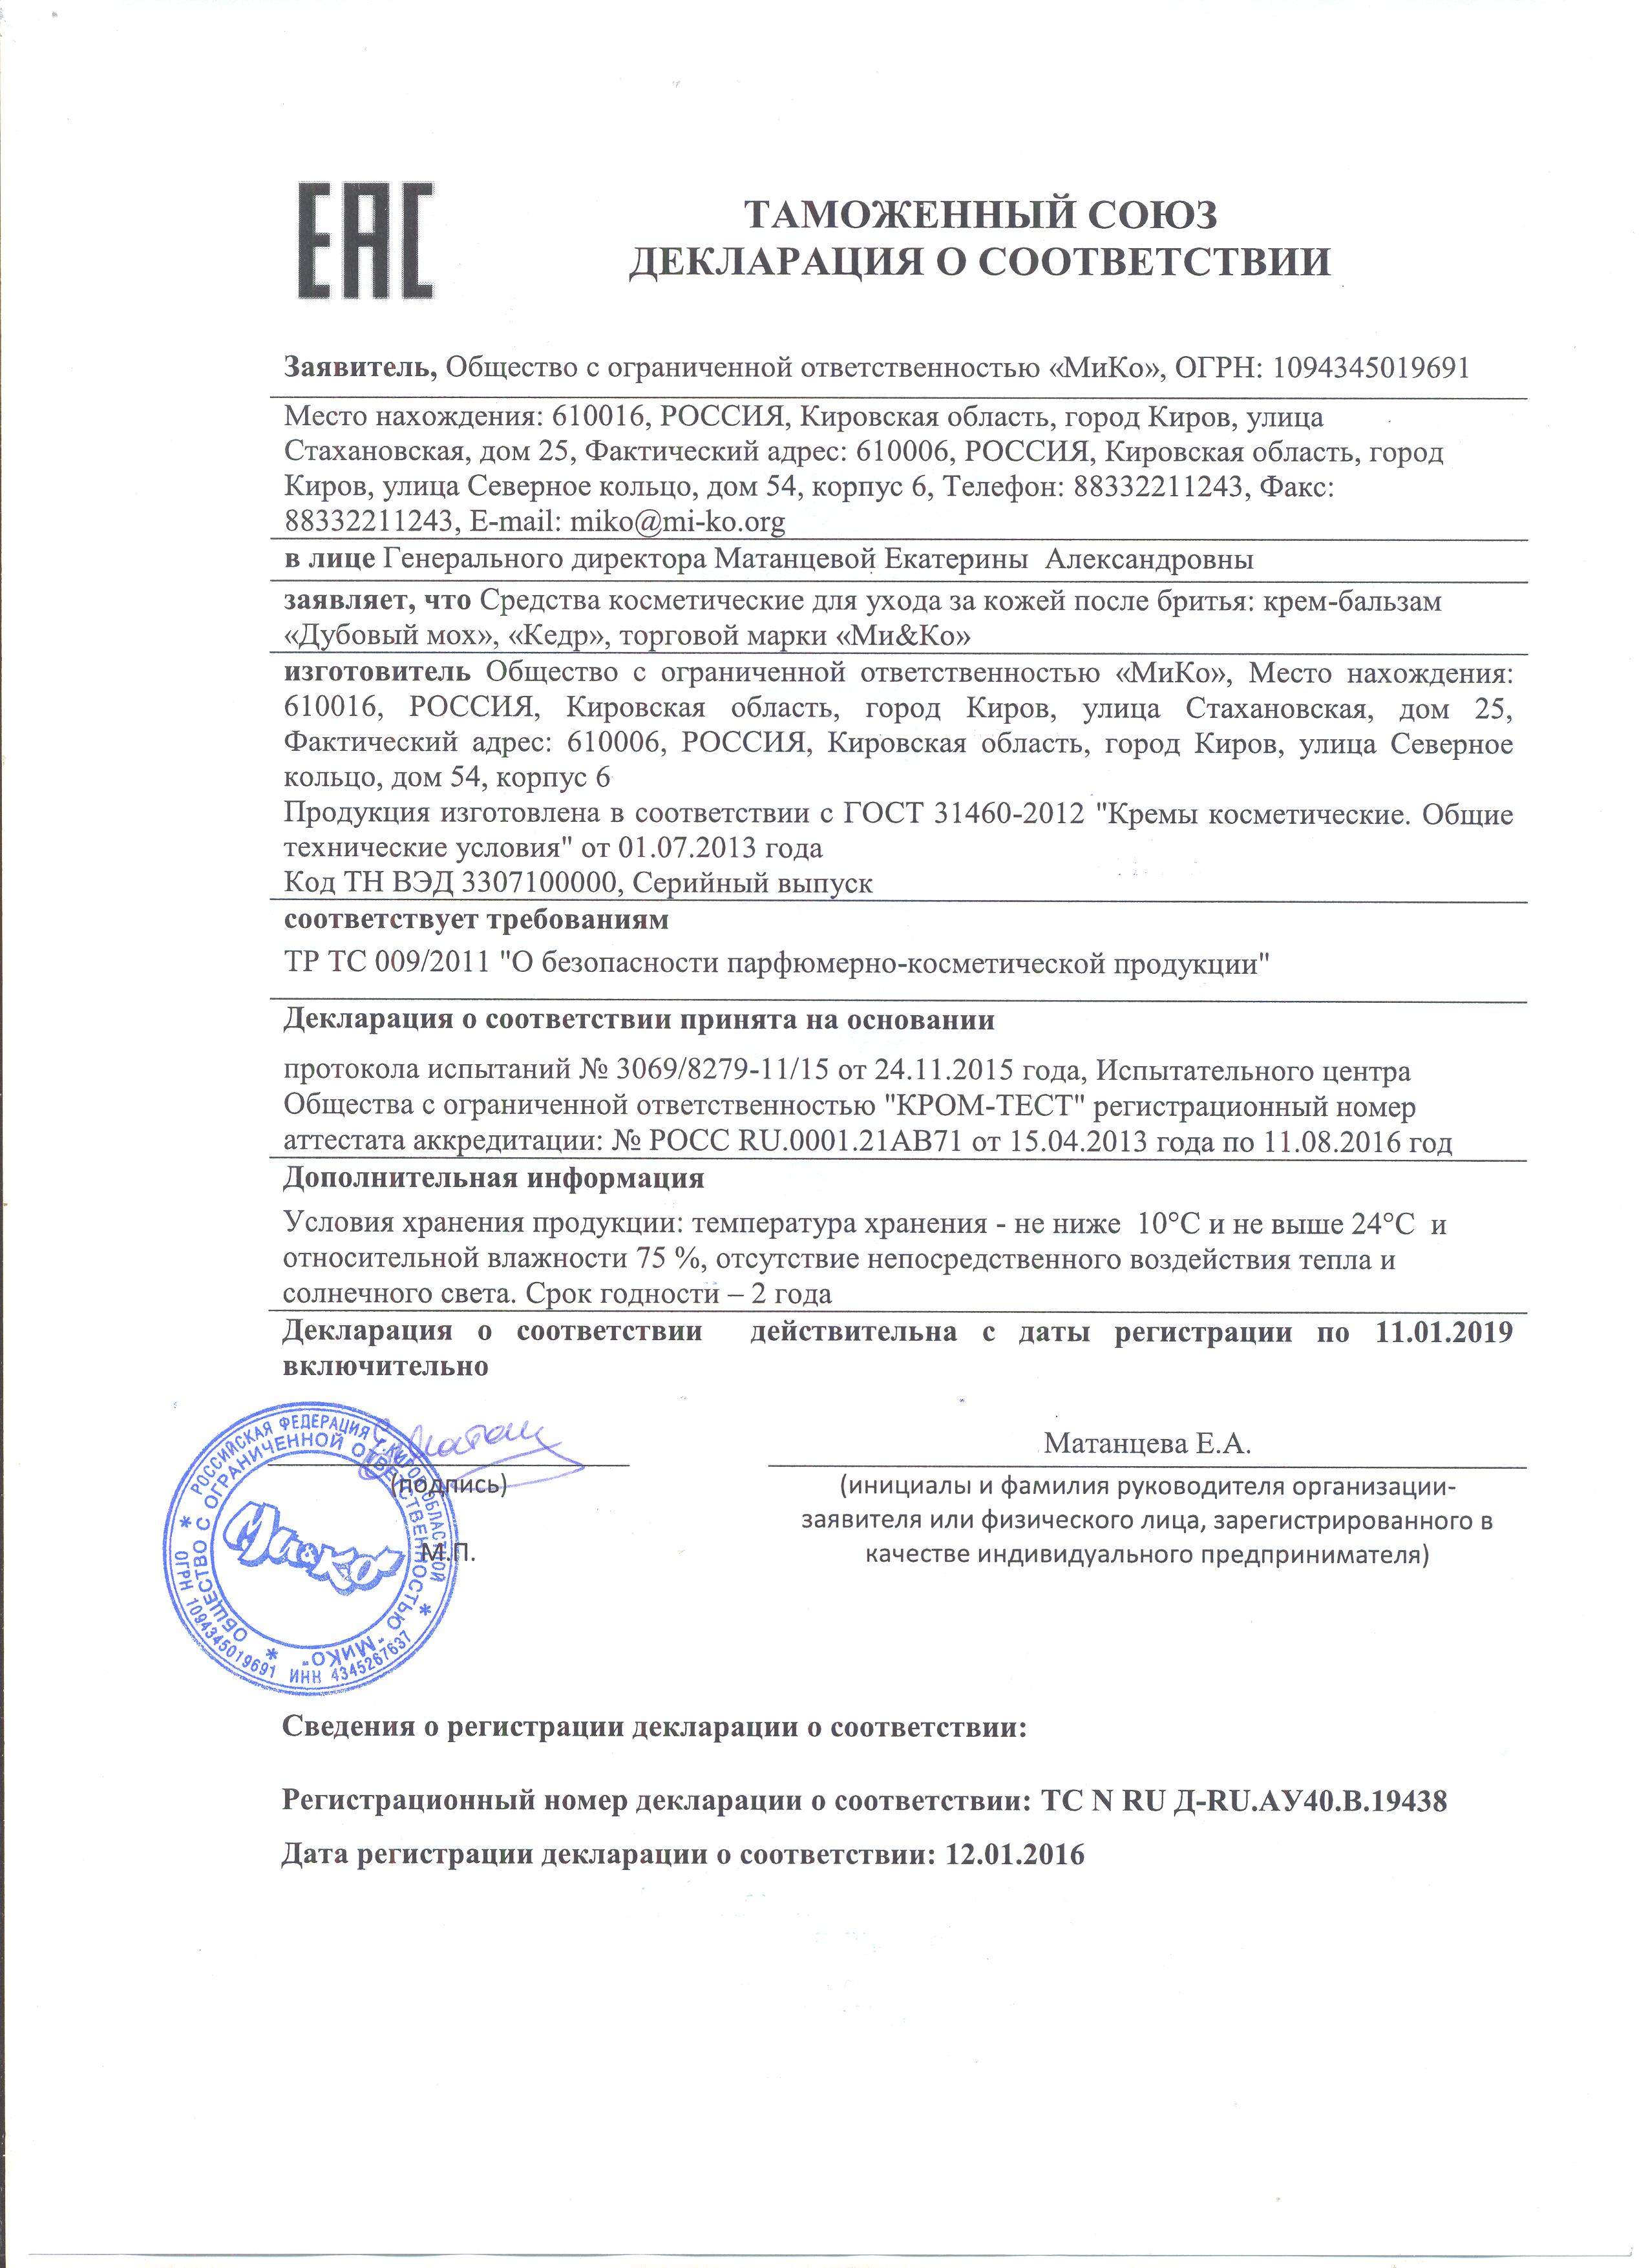 ЕАС
ТАМОЖЕННЫЙ СОЮЗ
ДЕКЛАРАЦИЯ О СООТВЕТСТВИИ
Заявитель, Общество с ограниченной ответственностью «МиКо», ОГРН: 1094345019691
Место нахождения: 610016, РОССИЯ, Кировская область, город Киров, улица
Стахановская, дом 25, Фактический адрес: 610006, РОССИЯ, Кировская область, город
Киров, улица Северное кольцо, дом 54, корпус 6, Телефон: 88332211243, Факс:
88332211243, E-mail: miko@mi-ko.org
в лице Генерального директора Матанцевой Екатерины Александровны
заявляет, что Средства косметические для ухода за кожей после бритья: крем-бальзам
«Дубовый мох», «Кедр», торговой марки «Ми&Ко»
изготовитель Общество с ограниченной ответственностью «МиКо», Место нахождения:
610016, РОССИЯ, Кировская область, город Киров, улица Стахановская, дом 25,
Фактический адрес: 610006, РОССИЯ, Кировская область, город Киров, улица Северное
кольцо, дом 54, корпус 6
Продукция изготовлена в соответствии с ГОСТ 31460-2012 "Кремы косметические. Общие
технические условия" от 01.07.2013 года
Код ТН ВЭД 3307100000, Серийный выпуск
соответствует требованиям
ТР ТС 009/2011 "О безопасности парфюмерно-косметической продукции"
Декларация о соответствии принята на основании
протокола испытаний № 3069/8279-11/15 от 24.11.2015 года, Испытательного центра
Общества с ограниченной ответственностью "КРОМ-ТЕСТ" регистрационный номер
аттестата аккредитации: № РОСС RU.0001.21АВ71 от 15.04.2013 года по 11.08.2016 год
Дополнительная информация
Условия хранения продукции: температура хранения - не ниже 10°С и не выше 24°С и
относительной влажности 75 %, отсутствие непосредственного воздействия тепла и
солнечного света. Срок годности – 2 года
Декларация о соответствии действительна с даты регистрации по 11.01.2019
включительно
Матанцева Е.А.
(подпись)
(инициалы и фамилия руководителя организации-
заявителя или физического лица, зарегистрированного в
качестве индивидуального предпринимателя)
М.П.
РОССИЙСКАЯ ФЕДЕРАЦИЯ г. КИРОВ ОБЛАСТНОЙ
ОГРН 1094345019691 ИНН 4345267637
ОБЩЕСТВО С ОГРАНИЧЕННОЙ ОТВЕТСТВЕННОСТЬЮ "МиКО"
Ми&Ко
Сведения о регистрации декларации о соответствии:
Регистрационный номер декларации о соответствии: ТС N RU Д-RU.АУ40.В.19438
Дата регистрации декларации о соответствии: 12.01.2016